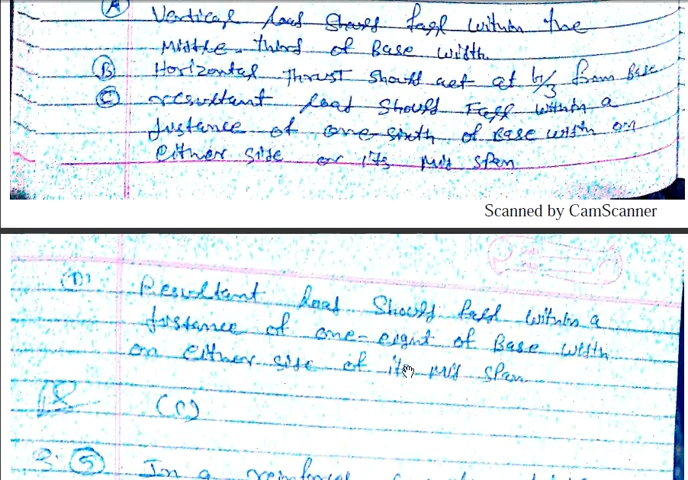 (A) Vertical load should fall within the
Middle-third of Base width
(B) Horizontal Thrust should act at h/3 from Base
(C) resultant load should Fall within a
distance of one-sixth of Base width on
either side of its mid span
Scanned by CamScanner
(D) Resultant load should fall within a
distance of one-eight of Base width
on either side of its mid span
(C)
In a